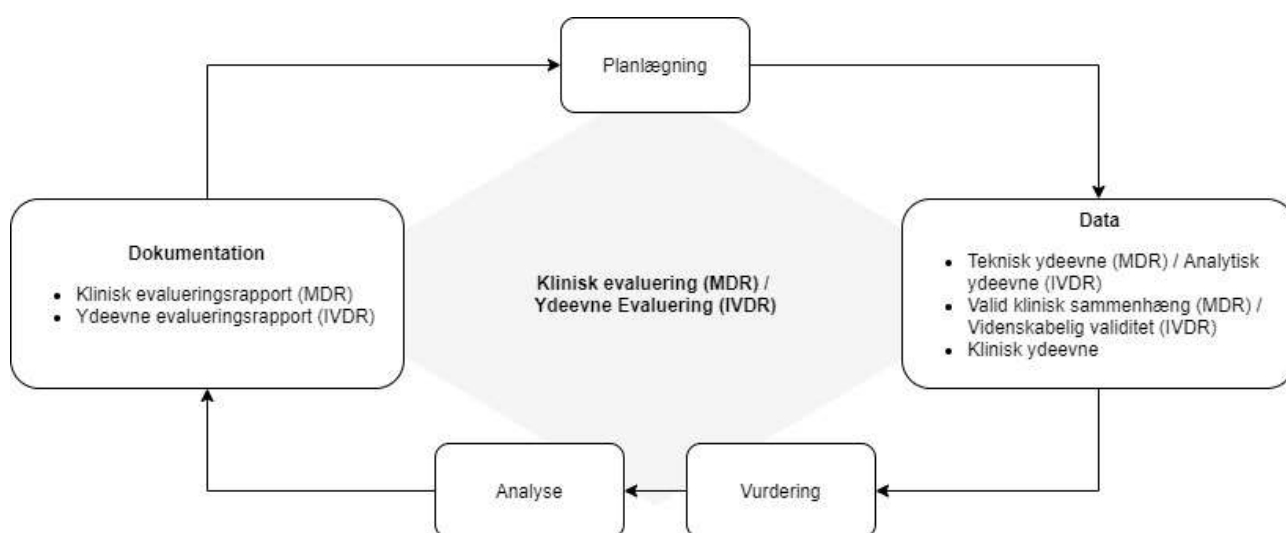 Planlægning
Dokumentation
• Klinisk evalueringsrapport (MDR)
• Ydeevne evalueringsrapport (IVDR)
Klinisk evaluering (MDR) /
Ydeevne Evaluering (IVDR)
Data
• Teknisk ydeevne (MDR) / Analytisk
ydeevne (IVDR)
• Valid klinisk sammenhæng (MDR) /
Videnskabelig validitet (IVDR)
• Klinisk ydeevne
Analyse
Vurdering